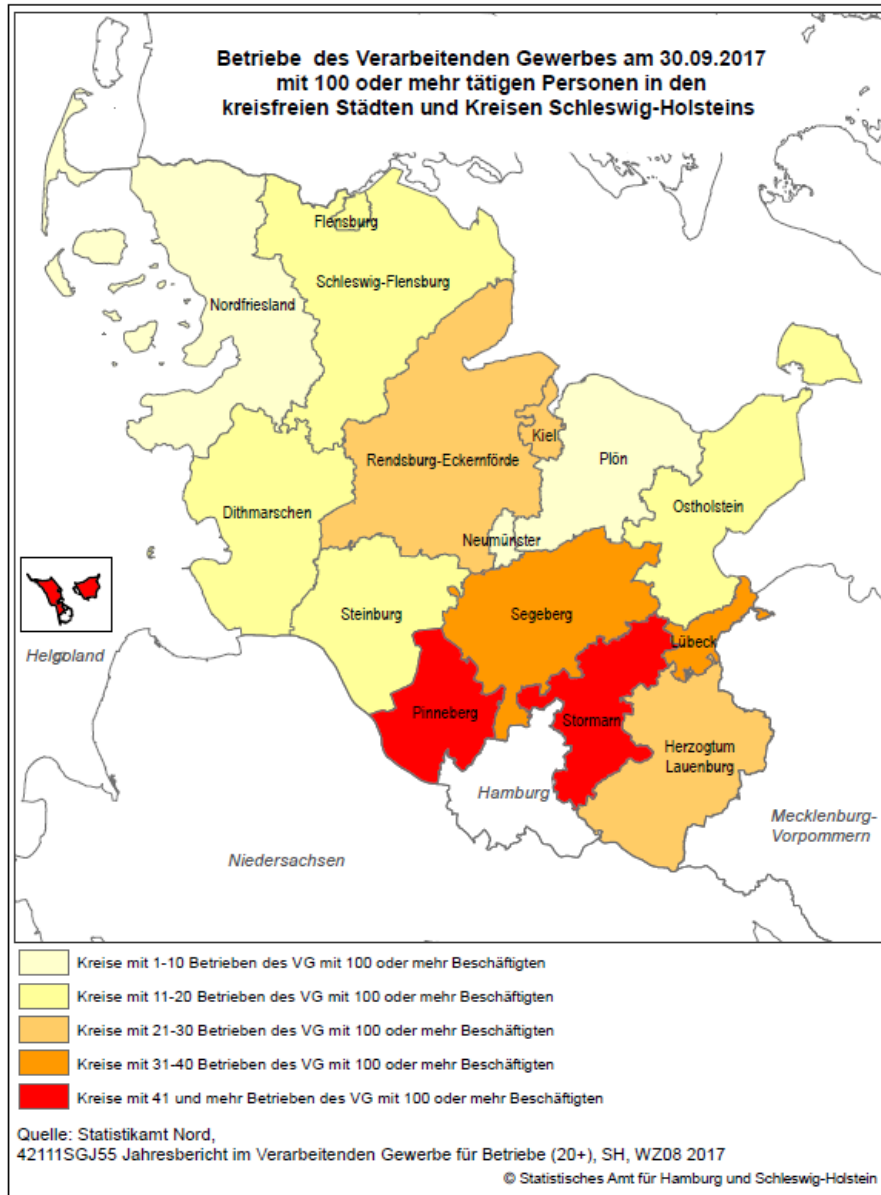 Betriebe des Verarbeitenden Gewerbes am 30.09.2017
mit 100 oder mehr tätigen Personen in den
kreisfreien Städten und Kreisen Schleswig-Holsteins
Flensburg
Schleswig-Flensburg
Nordfriesland
Kiel
Rendsburg-Eckernförde
Plön
Ostholstein
Dithmarschen
Neumünster
Steinburg
Segeberg
Lübeck
Helgoland
Pinneberg
Stormarn
Herzogtum
Lauenburg
Hamburg
Mecklenburg-
Vorpommern
Niedersachsen
Kreise mit 1-10 Betrieben des VG mit 100 oder mehr Beschäftigten
Kreise mit 11-20 Betrieben des VG mit 100 oder mehr Beschäftigten
Kreise mit 21-30 Betrieben des VG mit 100 oder mehr Beschäftigten
Kreise mit 31-40 Betrieben des VG mit 100 oder mehr Beschäftigten
Kreise mit 41 und mehr Betrieben des VG mit 100 oder mehr Beschäftigten
Quelle: Statistikamt Nord,
42111SGJ55 Jahresbericht im Verarbeitenden Gewerbe für Betriebe (20+), SH, WZ08 2017
© Statistisches Amt für Hamburg und Schleswig-Holstein